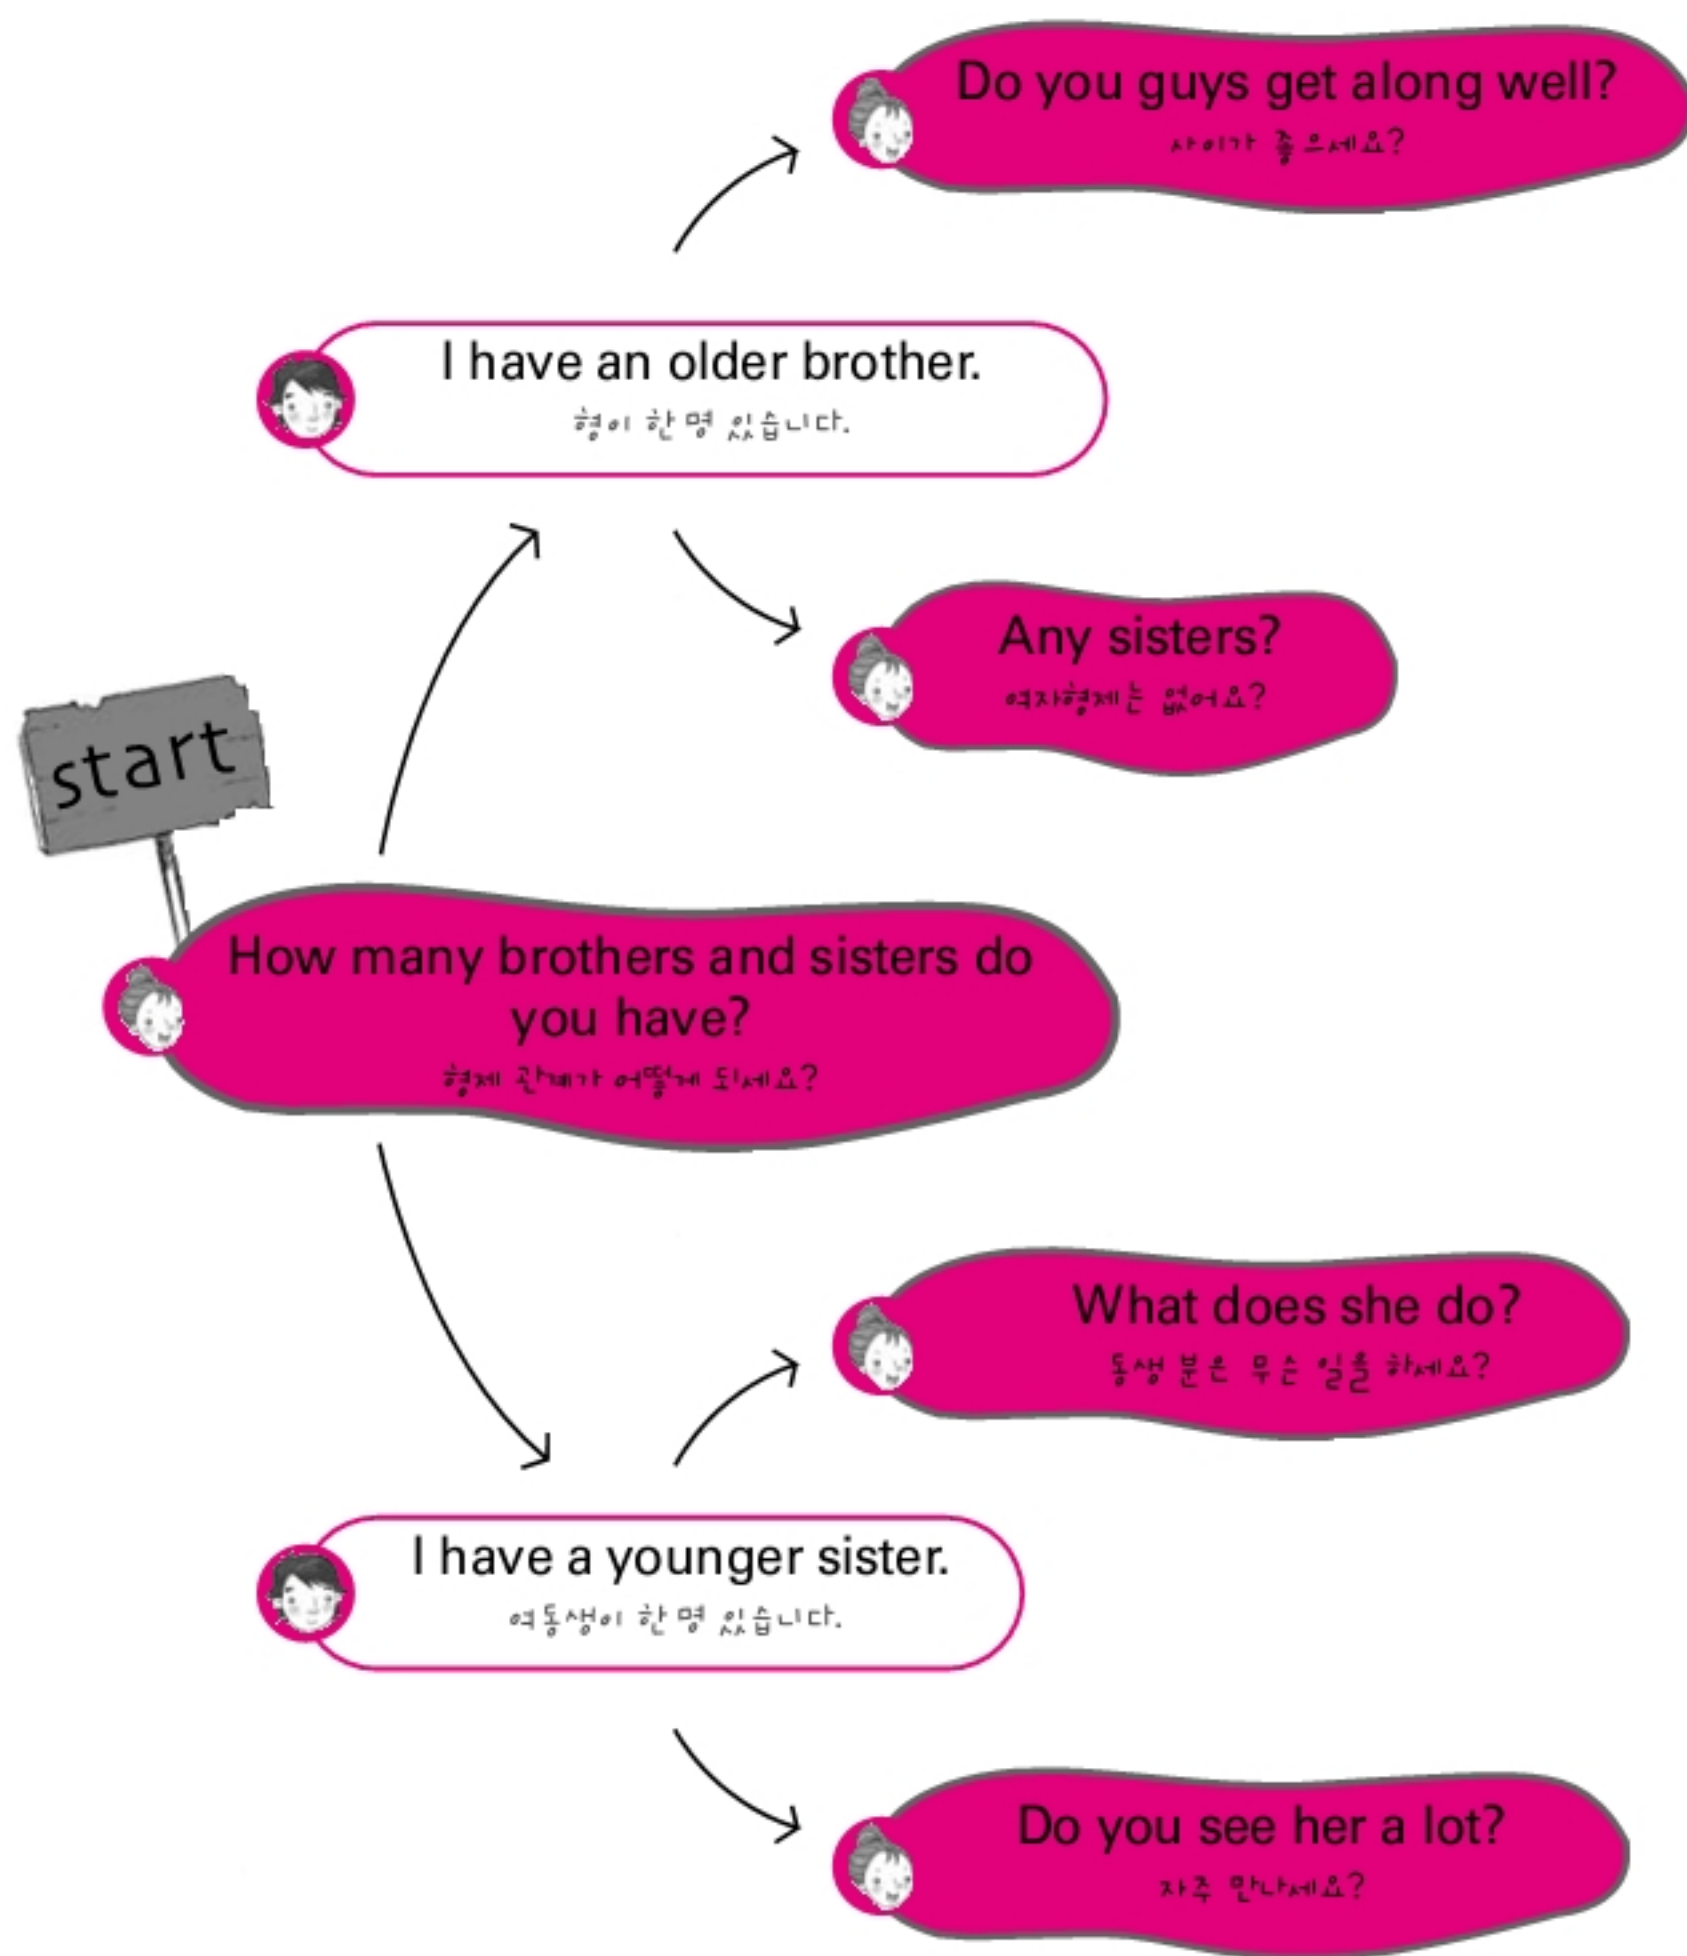 Do you guys get along well?
사이가 좋으세요?
I have an older brother.
형이 한 명 있습니다.
Any sisters?
여자형제는 없어요?
start
How many brothers and sisters do
you have?
형제 관계가 어떻게 되세요?
What does she do?
동생 분은 무슨 일을 하세요?
I have a younger sister.
여동생이 한 명 있습니다.
Do you see her a lot?
자주 만나세요?